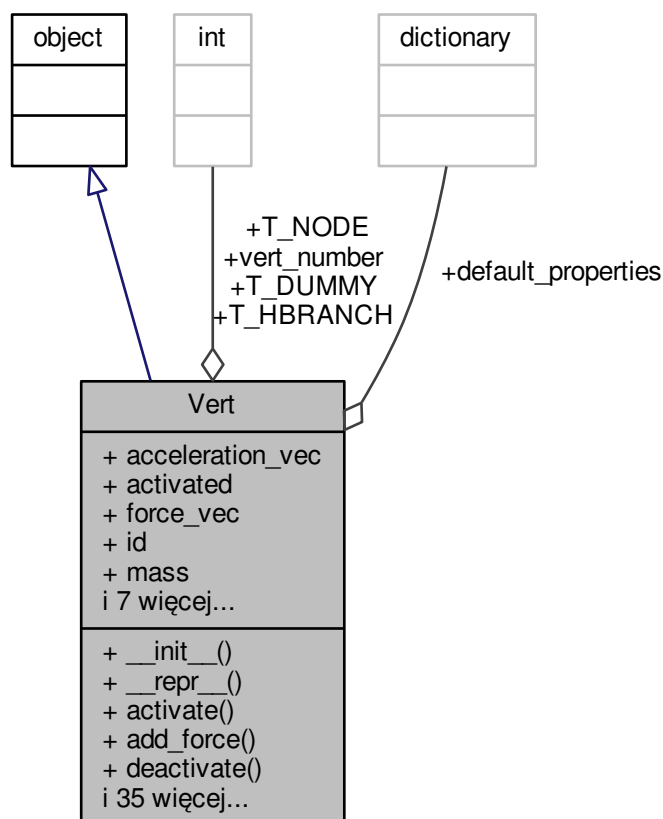 object
int
dictionary
+T_NODE
+vert_number
+T_DUMMY
+T_HBRANCH
+default_properties
Vert
+ acceleration_vec
+ activated
+ force_vec
+ id
+ mass
i 7 więcej...
+ __init__()
+ __repr__()
+ activate()
+ add_force()
+ deactivate()
i 35 więcej...